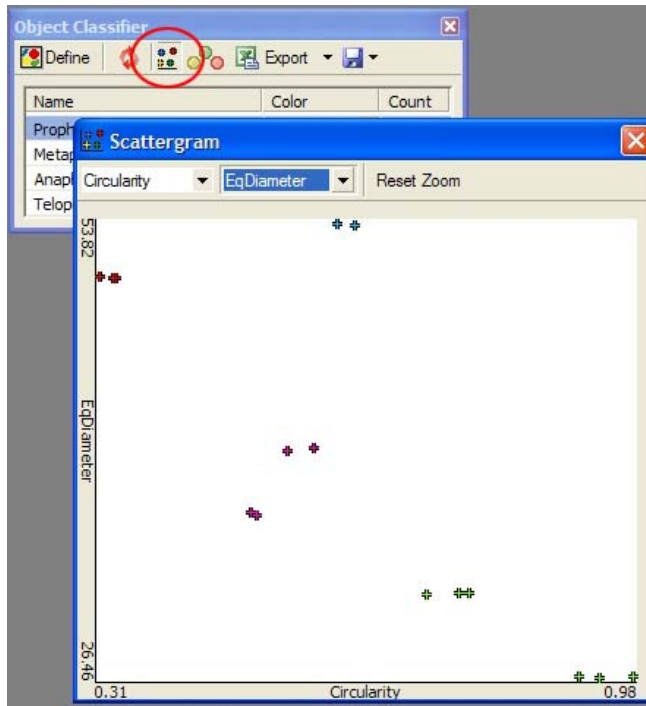 Object Classifier
Define Export
Name Color Count
Proph
Metap
Anaph
Telop
Scattergram
Circularity EqDiameter Reset Zoom
53.82
EqDiameter
26.46
0.31 Circularity 0.98